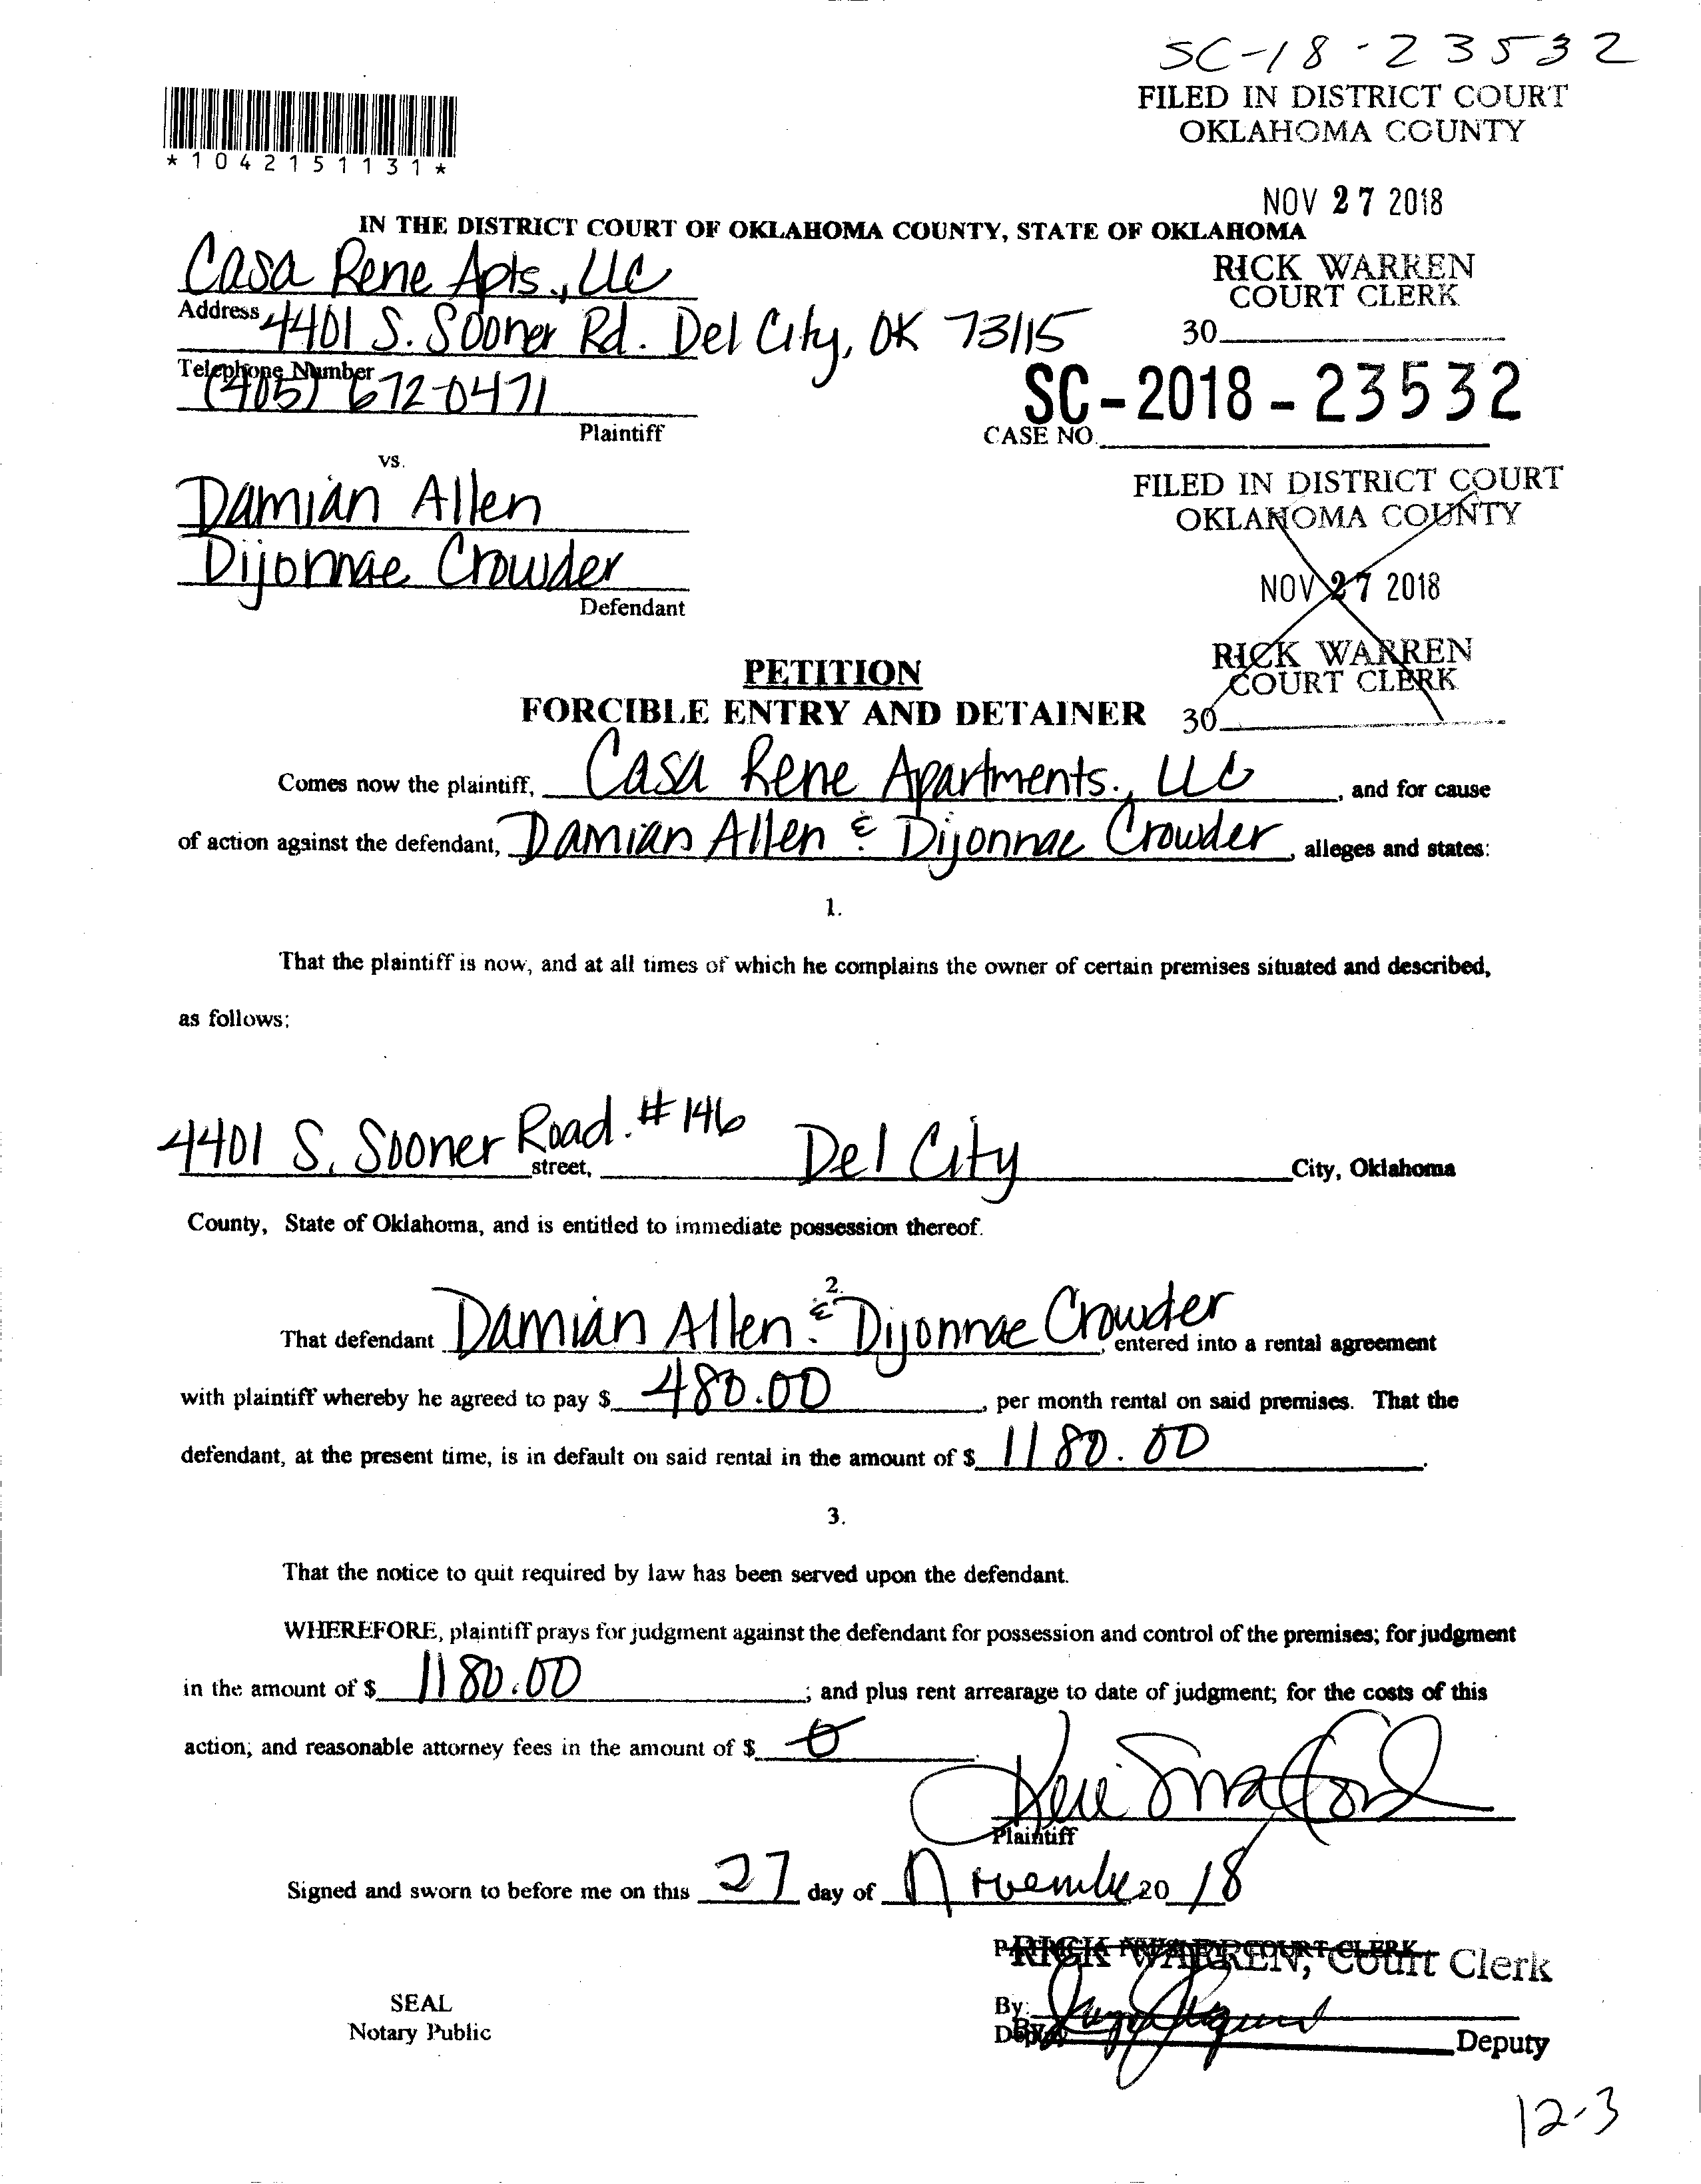 SC-18-23532
FILED IN DISTRICT COURT
OKLAHOMA COUNTY
*1042151131*
NOV 27 2018
IN THE DISTRICT COURT OF OKLAHOMA COUNTY, STATE OF OKLAHOMA
RICK WARREN
COURT CLERK
30
Casa Rene Apts., LLC
Address 4401 S. Sooner Rd. Del City, OK 73115
Telephone Number
(405) 672-0471
Plaintiff
SC-2018-23532
CASE NO.
vs.
Damian Allen
Dijonnae Crowder
Defendant
FILED IN DISTRICT COURT
OKLAHOMA COUNTY
NOV 27 2018
RICK WARREN
COURT CLERK
30
PETITION
FORCIBLE ENTRY AND DETAINER
Comes now the plaintiff, Casa Rene Apartments., LLC, and for cause
of action against the defendant, Damian Allen & Dijonnae Crowder, alleges and states:
1.
That the plaintiff is now, and at all times of which he complains the owner of certain premises situated and described,
as follows:
4401 S. Sooner Road. #146 street, Del City City, Oklahoma
County, State of Oklahoma, and is entitled to immediate possession thereof.
2.
That defendant Damian Allen & Dijonnae Crowder, entered into a rental agreement
with plaintiff whereby he agreed to pay $ 480.00, per month rental on said premises. That the
defendant, at the present time, is in default on said rental in the amount of $ 1180.00.
3.
That the notice to quit required by law has been served upon the defendant.
WHEREFORE, plaintiff prays for judgment against the defendant for possession and control of the premises; for judgment
in the amount of $ 1180.00; and plus rent arrearage to date of judgment; for the costs of this
action; and reasonable attorney fees in the amount of $ 0.
Plaintiff
Signed and sworn to before me on this 27 day of November 20 18
RICK WARREN, Court Clerk
SEAL
Notary Public
By:
Deputy
12-3